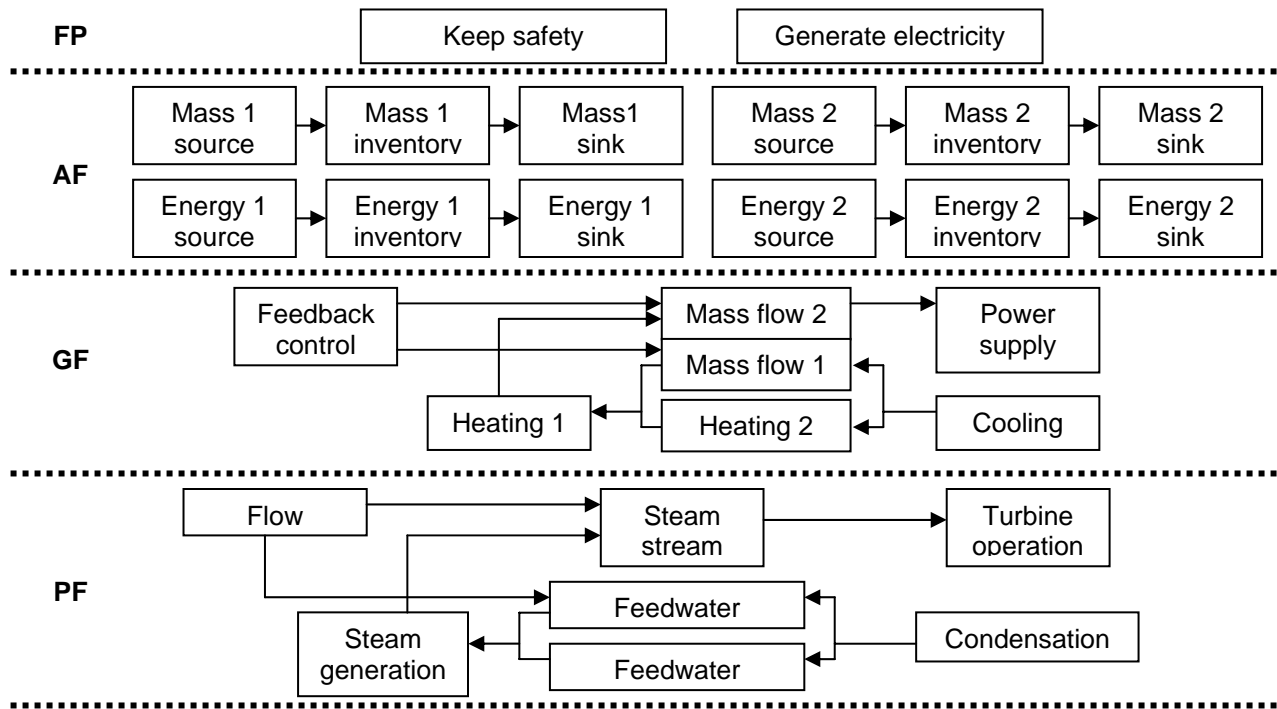 FP
Keep safety
Generate electricity
AF
Mass 1
source
Mass 1
inventory
Mass1
sink
Mass 2
source
Mass 2
inventory
Mass 2
sink
Energy 1
source
Energy 1
inventory
Energy 1
sink
Energy 2
source
Energy 2
inventory
Energy 2
sink
GF
Feedback
control
Mass flow 2
Power
supply
Mass flow 1
Heating 1
Heating 2
Cooling
PF
Flow
Steam
stream
Turbine
operation
Feedwater
Steam
generation
Feedwater
Condensation